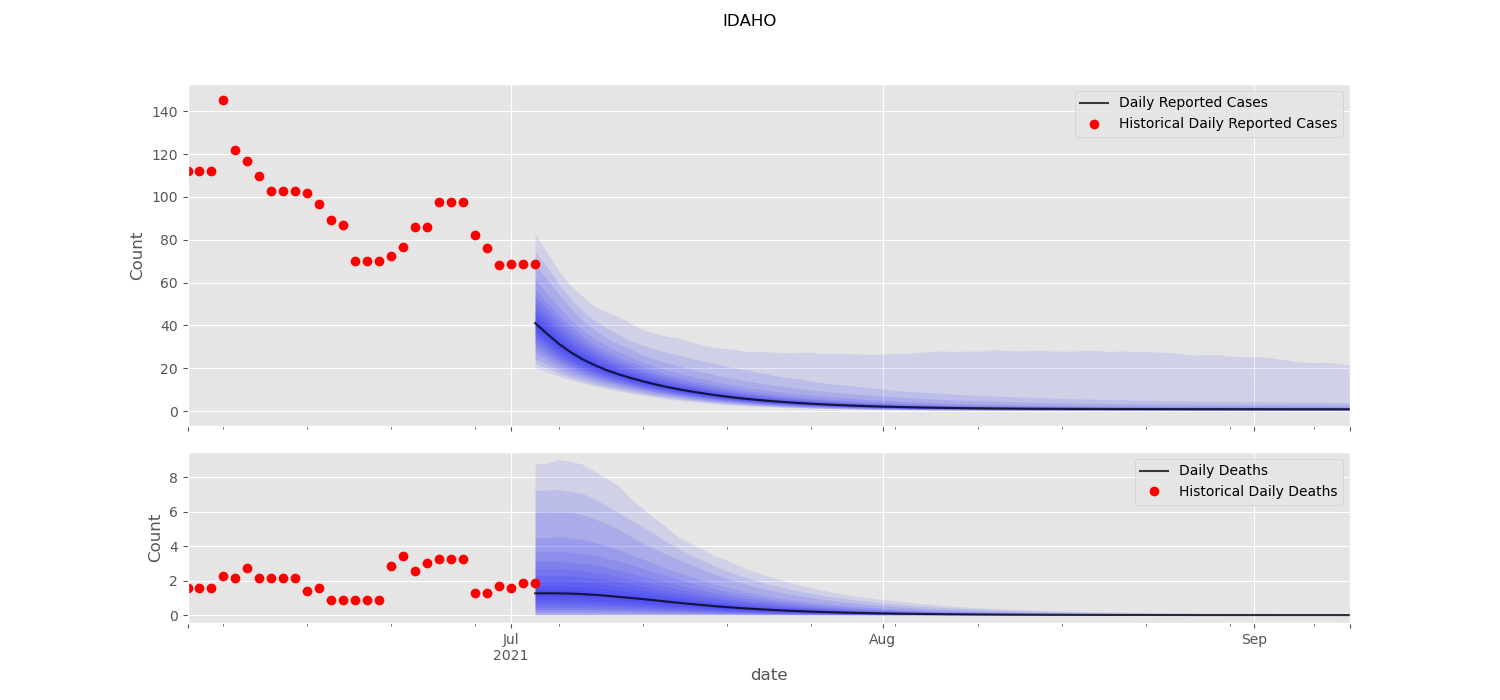 IDAHO
Count
140
120
100
80
60
40
20
0
Daily Reported Cases
Historical Daily Reported Cases
Count
8
6
4
2
0
Daily Deaths
Historical Daily Deaths
Jul Aug Sep
2021
date